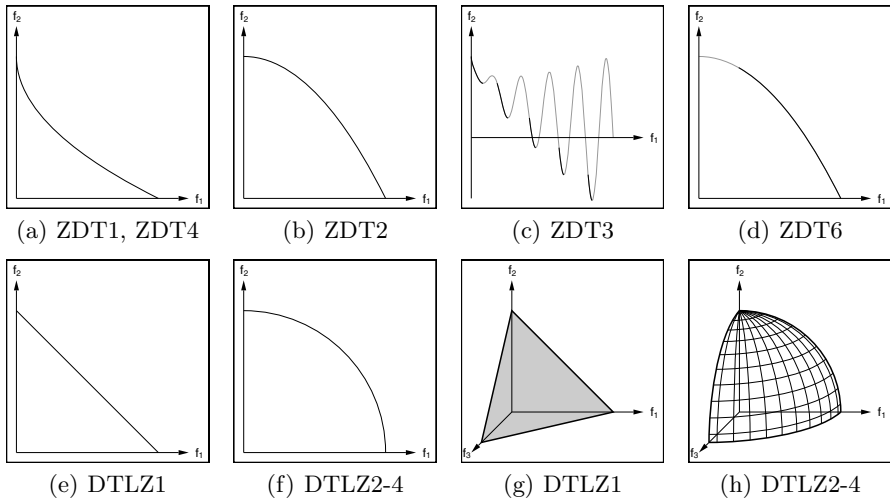 f2
f1
(a) ZDT1, ZDT4
f2
f1
(b) ZDT2
f2
f1
(c) ZDT3
f2
f1
(d) ZDT6
f2
f1
(e) DTLZ1
f2
f1
(f) DTLZ2-4
f2
f1
f3
(g) DTLZ1
f2
f1
f3
(h) DTLZ2-4